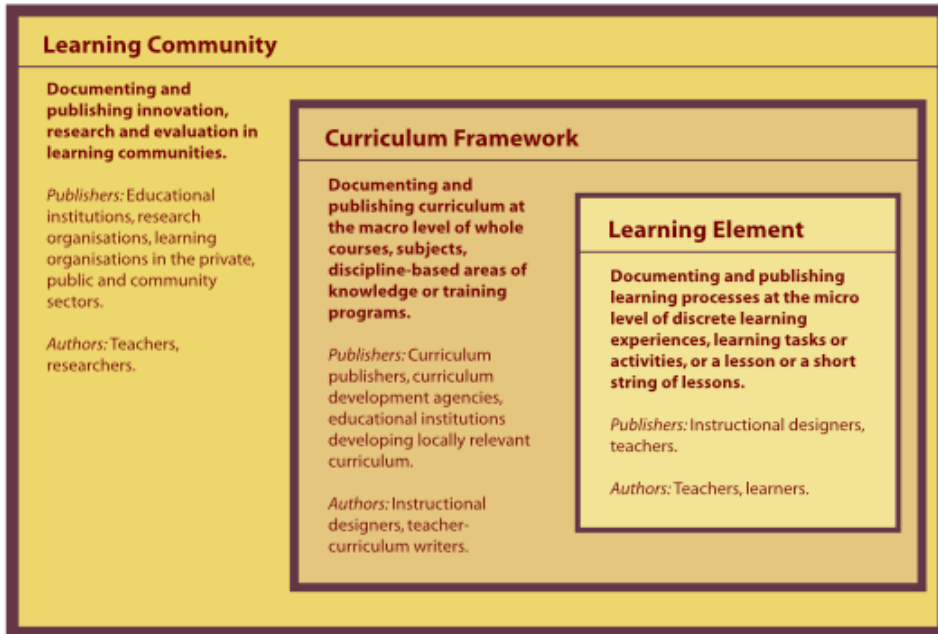 Learning Community
Documenting and
publishing innovation,
research and evaluation in
learning communities.
Publishers: Educational
institutions, research
organisations, learning
organisations in the private,
public and community
sectors.
Authors: Teachers,
researchers.
Curriculum Framework
Documenting and
publishing curriculum at
the macro level of whole
courses, subjects,
discipline-based areas of
knowledge or training
programs.
Publishers: Curriculum
publishers, curriculum
development agencies,
educational institutions
developing locally relevant
curriculum.
Authors: Instructional
designers, teacher-
curriculum writers.
Learning Element
Documenting and publishing
learning processes at the micro
level of discrete learning
experiences, learning tasks or
activities, or a lesson or a short
string of lessons.
Publishers: Instructional designers,
teachers.
Authors: Teachers, learners.